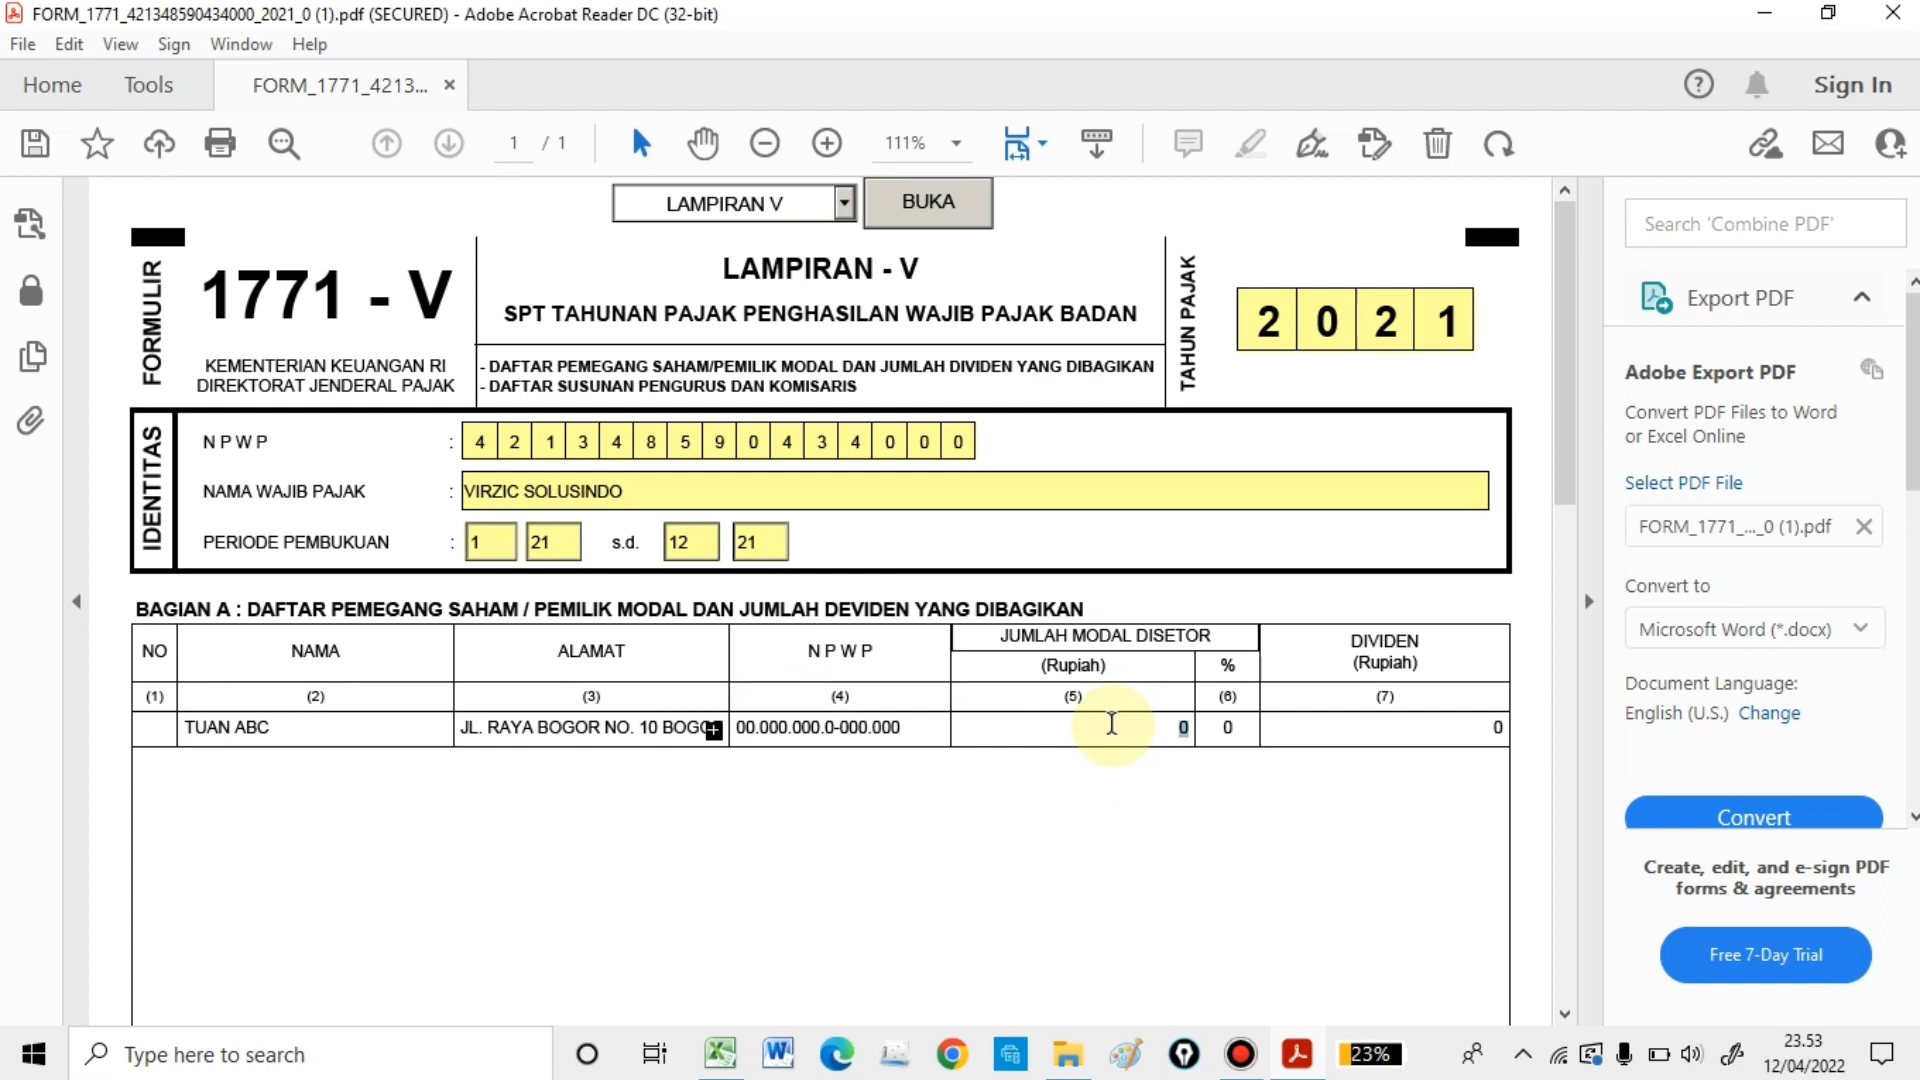 FORM_1771_421348590434000_2021_0 (1).pdf (SECURED) - Adobe Acrobat Reader DC (32-bit)
File Edit View Sign Window Help
Home Tools FORM_1771_4213... × Sign In
1 / 1 111%
LAMPIRAN V BUKA
FORMULIR
1771 - V
KEMENTERIAN KEUANGAN RI
DIREKTORAT JENDERAL PAJAK
LAMPIRAN - V
SPT TAHUNAN PAJAK PENGHASILAN WAJIB PAJAK BADAN
- DAFTAR PEMEGANG SAHAM/PEMILIK MODAL DAN JUMLAH DIVIDEN YANG DIBAGIKAN
- DAFTAR SUSUNAN PENGURUS DAN KOMISARIS
TAHUN PAJAK
2 0 2 1
IDENTITAS
N P W P : 4 2 1 3 4 8 5 9 0 4 3 4 0 0 0
NAMA WAJIB PAJAK : VIRZIC SOLUSINDO
PERIODE PEMBUKUAN : 1 21 s.d. 12 21
BAGIAN A : DAFTAR PEMEGANG SAHAM / PEMILIK MODAL DAN JUMLAH DEVIDEN YANG DIBAGIKAN
NO NAMA ALAMAT N P W P JUMLAH MODAL DISETOR DIVIDEN
(Rupiah) % (Rupiah)
(1) (2) (3) (4) (5) (6) (7)
TUAN ABC JL. RAYA BOGOR NO. 10 BOGO 00.000.000.0-000.000 0 0 0
Search 'Combine PDF'
Export PDF
Adobe Export PDF
Convert PDF Files to Word
or Excel Online
Select PDF File
FORM_1771_..._0 (1).pdf
Convert to
Microsoft Word (*.docx)
Document Language:
English (U.S.) Change
Convert
Create, edit, and e-sign PDF
forms & agreements
Free 7-Day Trial
Type here to search
23%
23.53
12/04/2022